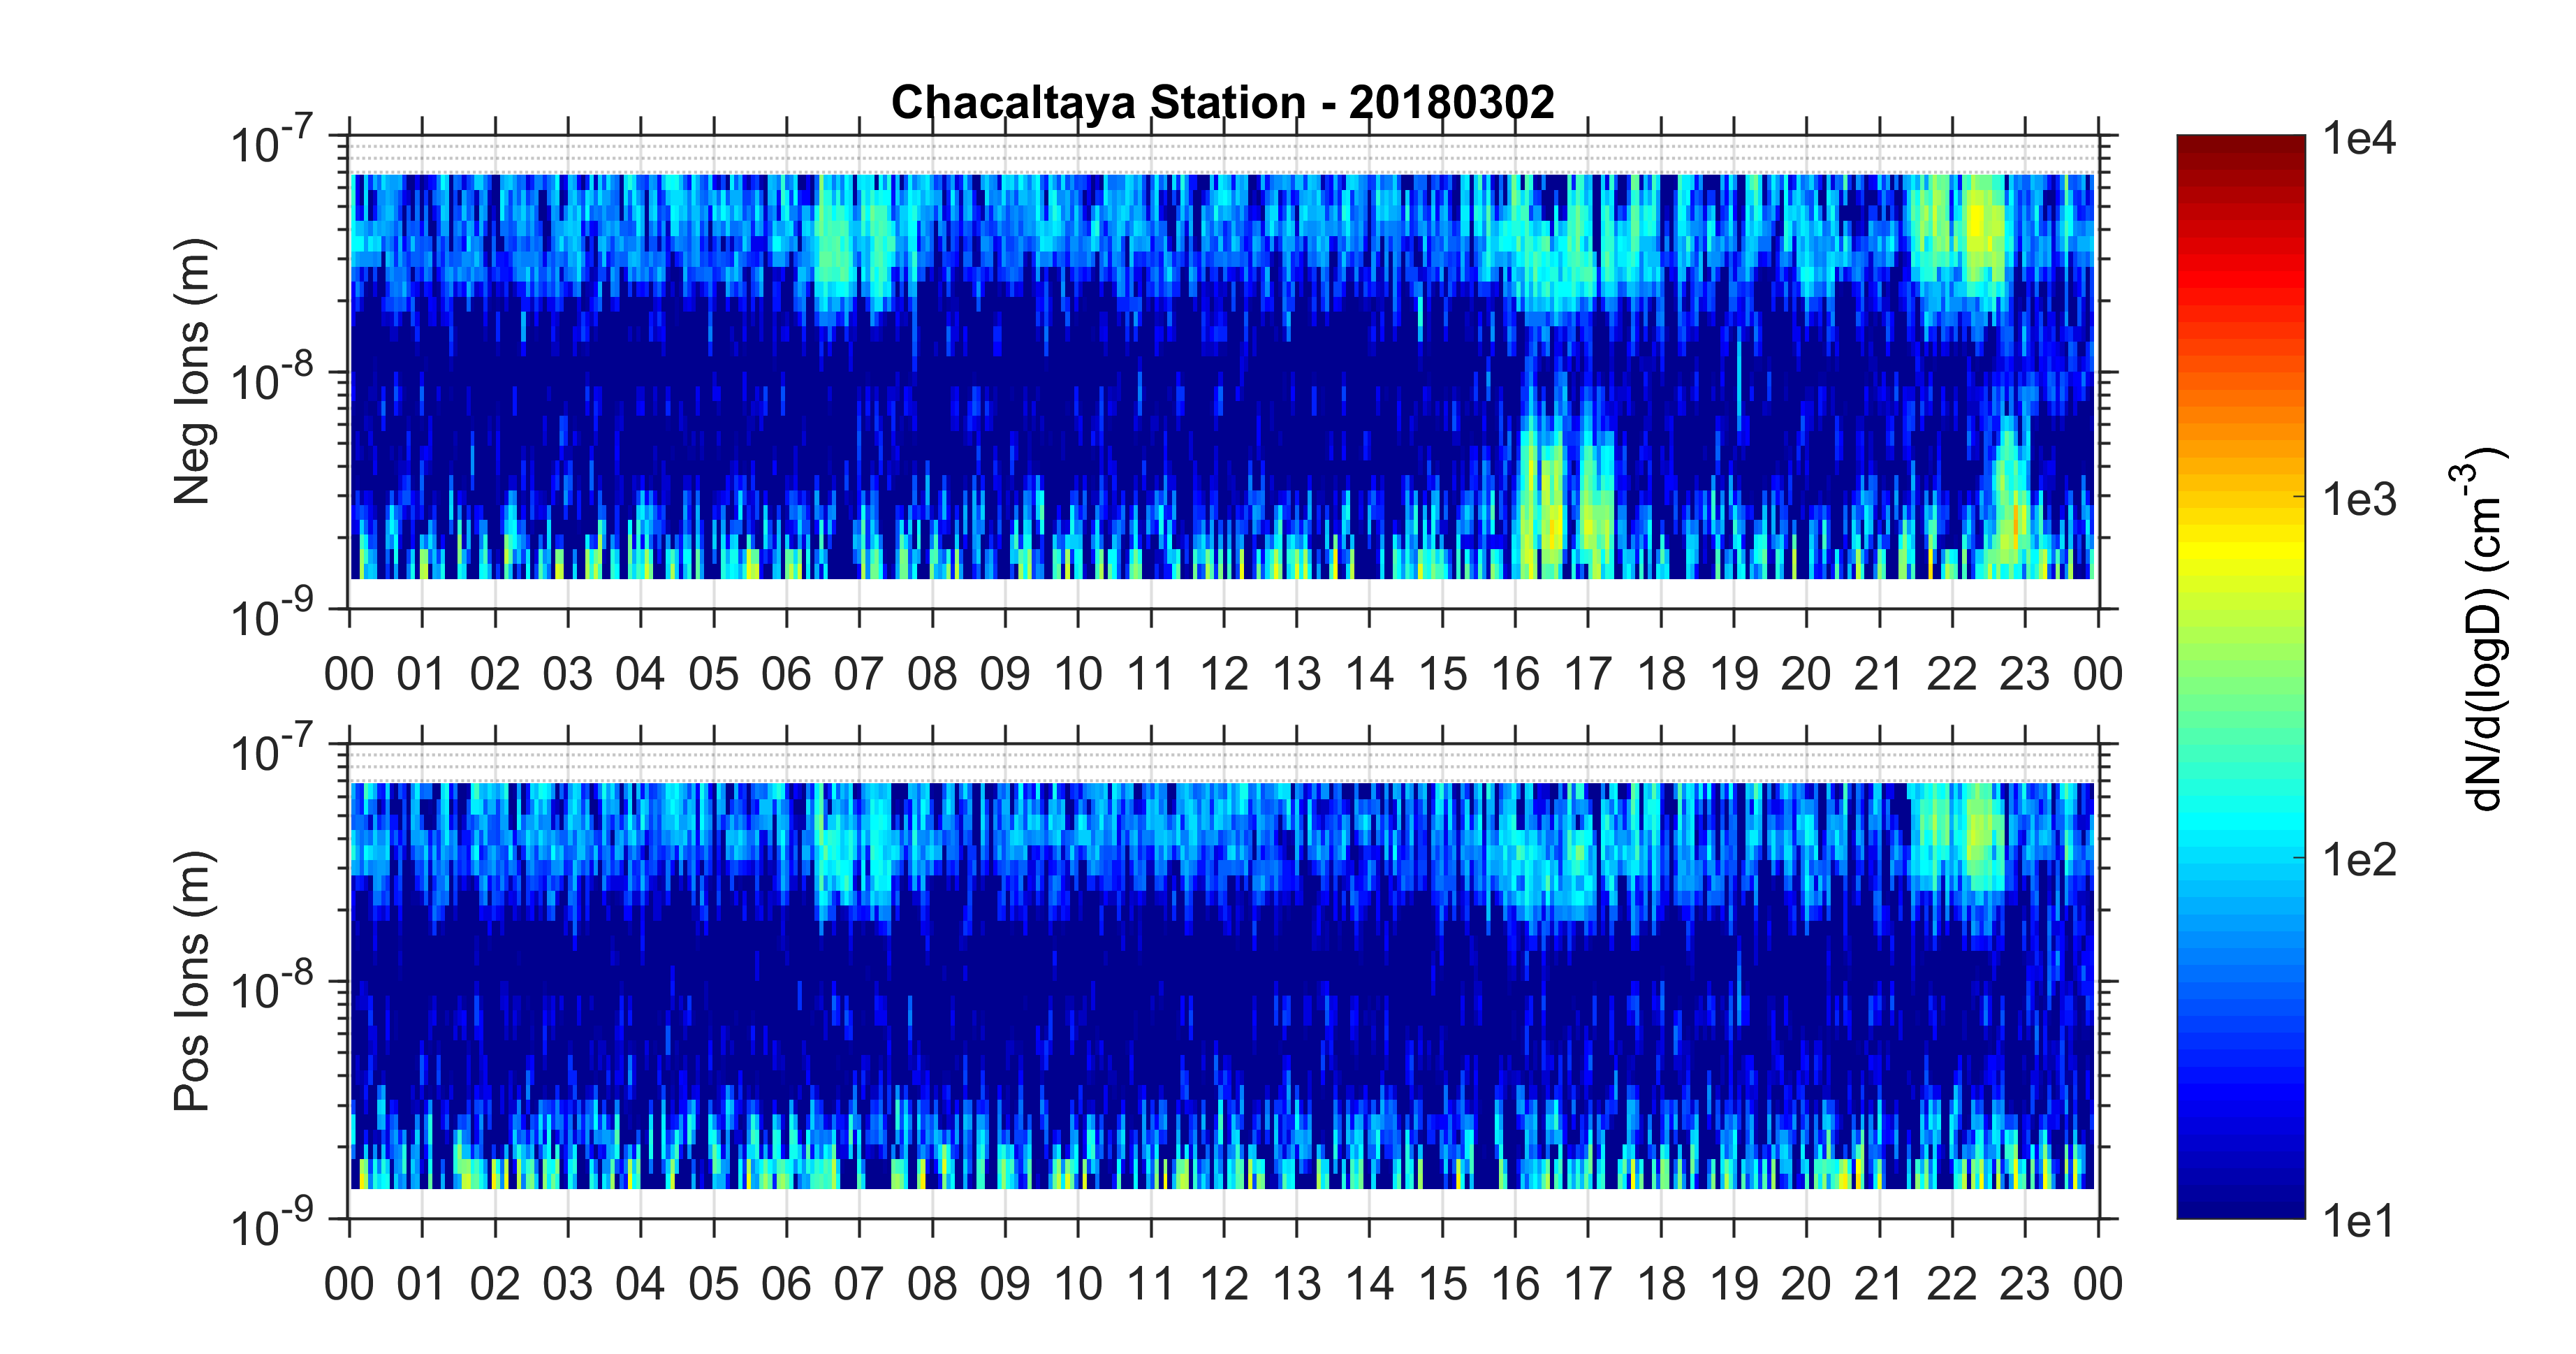 Chacaltaya Station - 20180302
10-7
10-8
10-9
Neg Ions (m)
00 01 02 03 04 05 06 07 08 09 10 11 12 13 14 15 16 17 18 19 20 21 22 23 00
10-7
10-8
10-9
Pos Ions (m)
00 01 02 03 04 05 06 07 08 09 10 11 12 13 14 15 16 17 18 19 20 21 22 23 00
1e4
1e3
1e2
1e1
dN/d(logD) (cm-3)